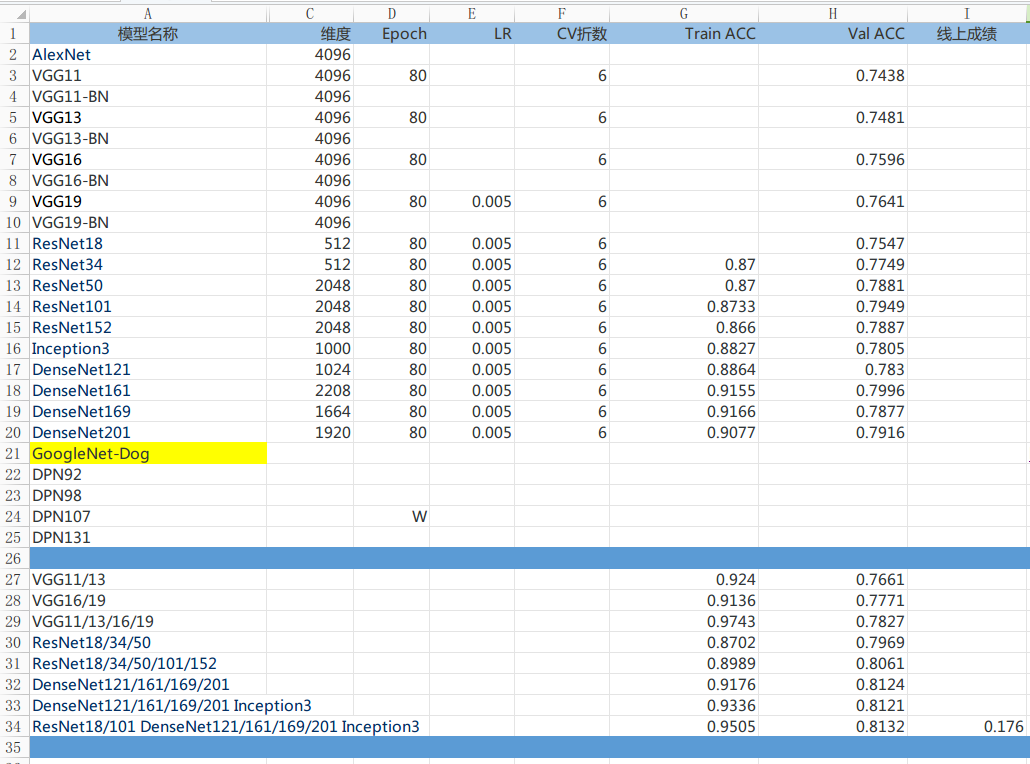 A C D E F G H I
1 模型名称 维度 Epoch LR CV折数 Train ACC Val ACC 线上成绩
2 AlexNet 4096
3 VGG11 4096 80 6 0.7438
4 VGG11-BN 4096
5 VGG13 4096 80 6 0.7481
6 VGG13-BN 4096
7 VGG16 4096 80 6 0.7596
8 VGG16-BN 4096
9 VGG19 4096 80 0.005 6 0.7641
10 VGG19-BN 4096
11 ResNet18 512 80 0.005 6 0.7547
12 ResNet34 512 80 0.005 6 0.87 0.7749
13 ResNet50 2048 80 0.005 6 0.87 0.7881
14 ResNet101 2048 80 0.005 6 0.8733 0.7949
15 ResNet152 2048 80 0.005 6 0.866 0.7887
16 Inception3 1000 80 0.005 6 0.8827 0.7805
17 DenseNet121 1024 80 0.005 6 0.8864 0.783
18 DenseNet161 2208 80 0.005 6 0.9155 0.7996
19 DenseNet169 1664 80 0.005 6 0.9166 0.7877
20 DenseNet201 1920 80 0.005 6 0.9077 0.7916
21 GoogleNet-Dog
22 DPN92
23 DPN98
24 DPN107 W
25 DPN131
26
27 VGG11/13 0.924 0.7661
28 VGG16/19 0.9136 0.7771
29 VGG11/13/16/19 0.9743 0.7827
30 ResNet18/34/50 0.8702 0.7969
31 ResNet18/34/50/101/152 0.8989 0.8061
32 DenseNet121/161/169/201 0.9176 0.8124
33 DenseNet121/161/169/201 Inception3 0.9336 0.8121
34 ResNet18/101 DenseNet121/161/169/201 Inception3 0.9505 0.8132 0.176
35